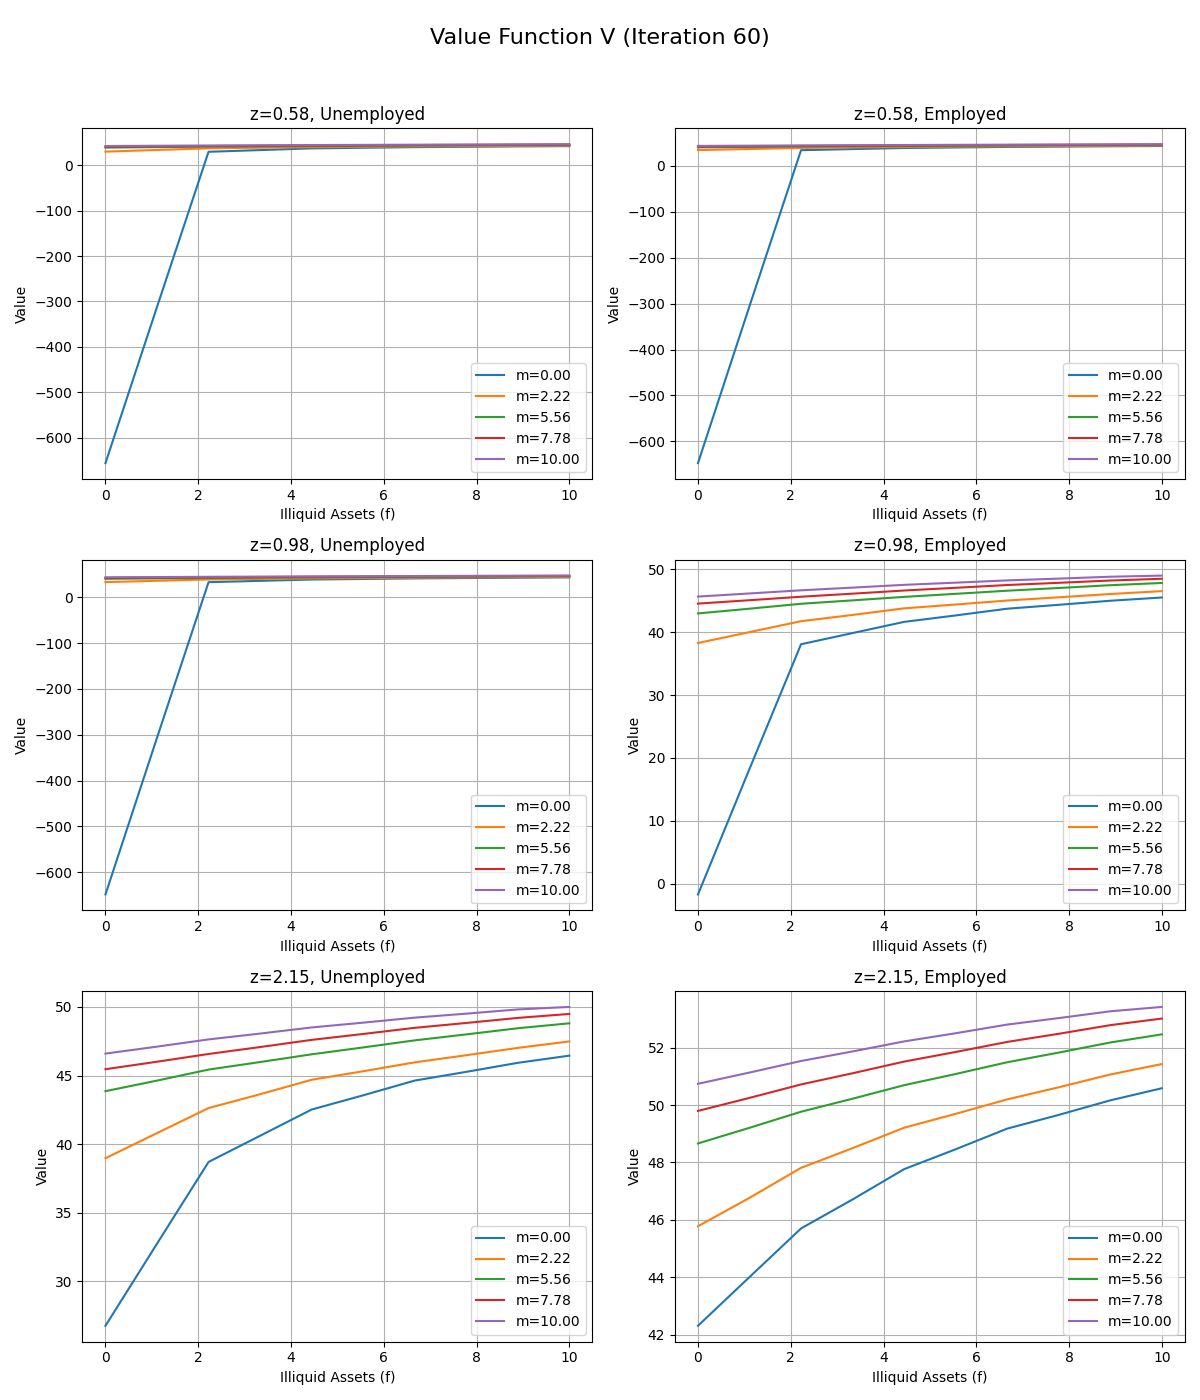 Value Function V (Iteration 60)
z=0.58, Unemployed
0
−100
−200
−300
−400
−500
−600
Value
0 2 4 6 8 10
Illiquid Assets (f)
m=0.00
m=2.22
m=5.56
m=7.78
m=10.00
z=0.58, Employed
0
−100
−200
−300
−400
−500
−600
Value
0 2 4 6 8 10
Illiquid Assets (f)
m=0.00
m=2.22
m=5.56
m=7.78
m=10.00
z=0.98, Unemployed
0
−100
−200
−300
−400
−500
−600
Value
0 2 4 6 8 10
Illiquid Assets (f)
m=0.00
m=2.22
m=5.56
m=7.78
m=10.00
z=0.98, Employed
50
40
30
20
10
0
Value
0 2 4 6 8 10
Illiquid Assets (f)
m=0.00
m=2.22
m=5.56
m=7.78
m=10.00
z=2.15, Unemployed
50
45
40
35
30
Value
0 2 4 6 8 10
Illiquid Assets (f)
m=0.00
m=2.22
m=5.56
m=7.78
m=10.00
z=2.15, Employed
52
50
48
46
44
42
Value
0 2 4 6 8 10
Illiquid Assets (f)
m=0.00
m=2.22
m=5.56
m=7.78
m=10.00